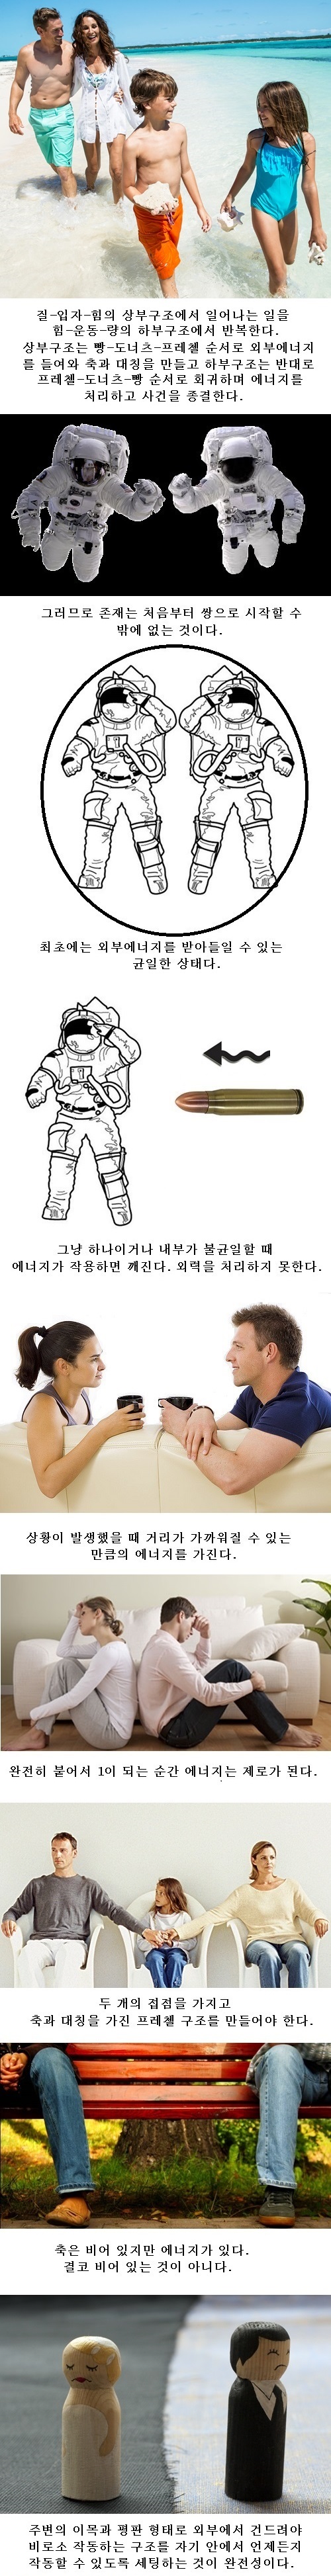 질-입자-힘의 상부구조에서 일어나는 일을
힘-운동-량의 하부구조에서 반복한다.
상부구조는 빵-도너츠-프레첼 순서로 외부에너지
를 들여와 축과 대칭을 만들고 하부구조는 반대로
프레첼-도너츠-빵 순서로 회귀하며 에너지를
처리하고 사건을 종결한다.
그러므로 존재는 처음부터 쌍으로 시작할 수
밖에 없는 것이다.
최초에는 외부에너지를 받아들일 수 있는
균일한 상태다.
그냥 하나이거나 내부가 불균일할 때
에너지가 작용하면 깨진다. 외력을 처리하지 못한다.
상황이 발생했을 때 거리가 가까워질 수 있는
만큼의 에너지를 가진다.
완전히 붙어서 1이 되는 순간 에너지는 제로가 된다.
두 개의 접점을 가지고
축과 대칭을 가진 프레첼 구조를 만들어야 한다.
축은 비어 있지만 에너지가 있다.
결코 비어 있는 것이 아니다.
주변의 이목과 평판 형태로 외부에서 건드려야
비로소 작동하는 구조를 자기 안에서 언제든지
작동할 수 있도록 세팅하는 것이 완전성이다.